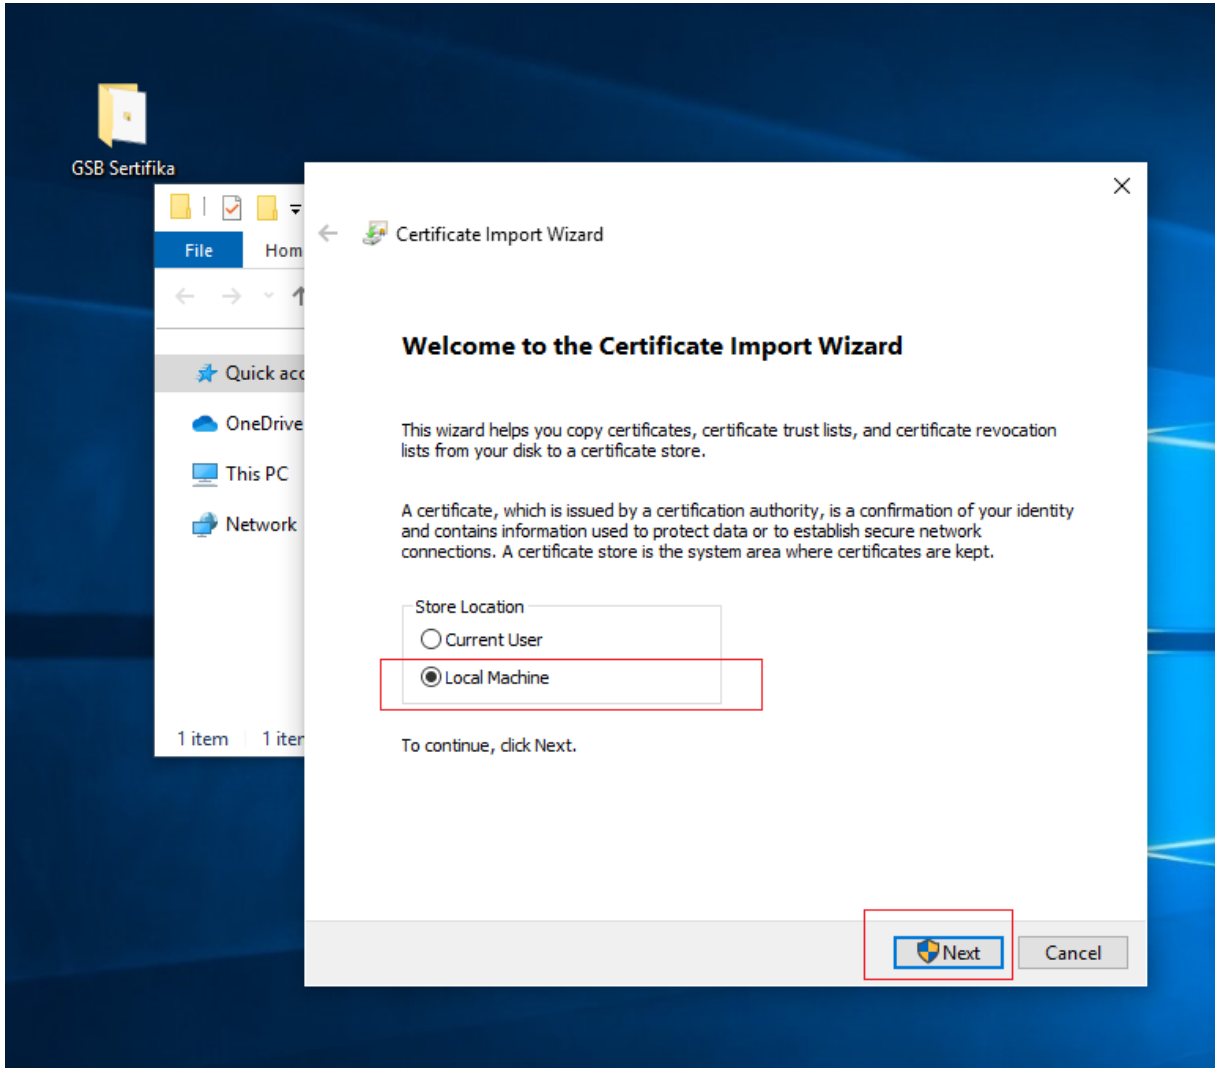 GSB Sertifika
File
Hom
Quick acc
OneDrive
This PC
Network
1 item
1 iter
Certificate Import Wizard
Welcome to the Certificate Import Wizard
This wizard helps you copy certificates, certificate trust lists, and certificate revocation
lists from your disk to a certificate store.
A certificate, which is issued by a certification authority, is a confirmation of your identity
and contains information used to protect data or to establish secure network
connections. A certificate store is the system area where certificates are kept.
Store Location
Current User
Local Machine
To continue, click Next.
Next
Cancel